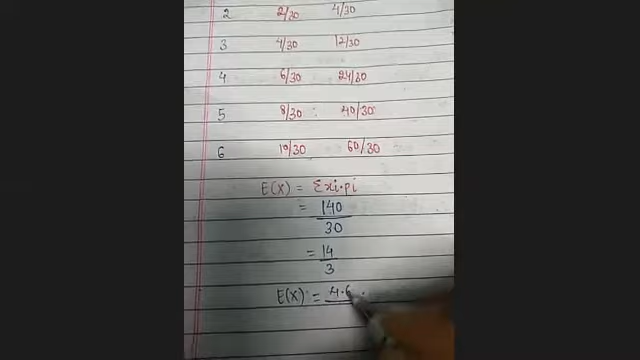 2 2/30 4/30
3 4/30 12/30
4 6/30 24/30
5 8/30 40/30
6 10/30 60/30
E(X) = Σxi·pi
= 140/30
= 14/3
E(X) = 4.6